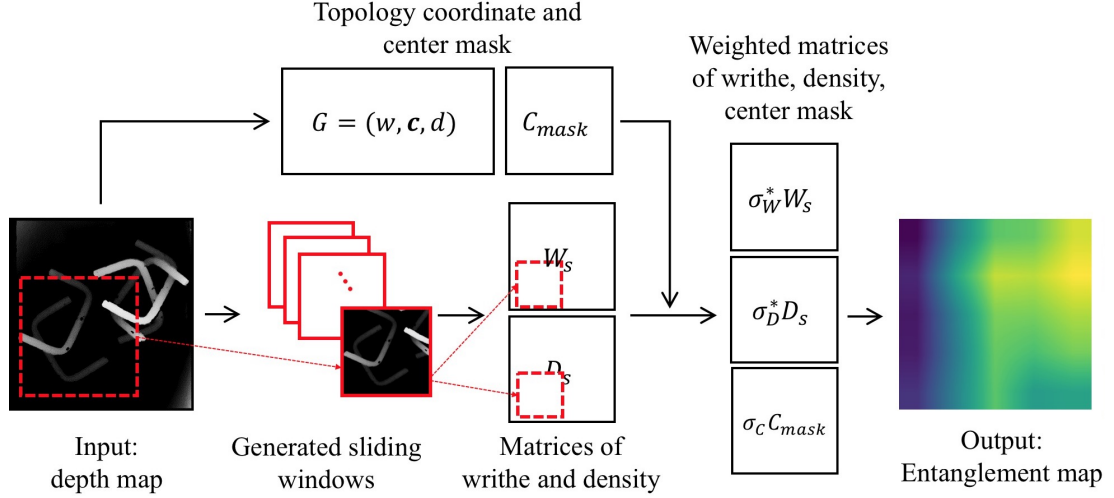 Topology coordinate and
center mask
G = (w, c, d)
C_mask
Weighted matrices
of writhe, density,
center mask
σ*_W W_s
σ*_D D_s
σ_C C_mask
W_s
D_s
Input:
depth map
Generated sliding
windows
Matrices of
writhe and density
Output:
Entanglement map